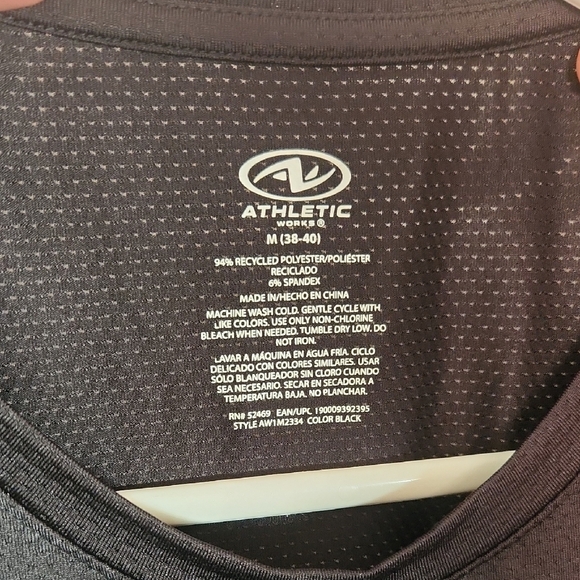 ATHLETIC
WORKS®
M (38-40)
94% RECYCLED POLYESTER/POLIÉSTER
RECICLADO
6% SPANDEX
MADE IN/HECHO EN CHINA
MACHINE WASH COLD. GENTLE CYCLE WITH
LIKE COLORS. USE ONLY NON-CHLORINE
BLEACH WHEN NEEDED. TUMBLE DRY LOW. DO
NOT IRON.
LAVAR A MÁQUINA EN AGUA FRÍA. CICLO
DELICADO CON COLORES SIMILARES. USAR
SÓLO BLANQUEADOR SIN CLORO CUANDO
SEA NECESARIO. SECAR EN SECADORA A
TEMPERATURA BAJA. NO PLANCHAR.
RN# 52469 EAN/UPC 190009392395
STYLE AW1M2334 COLOR BLACK